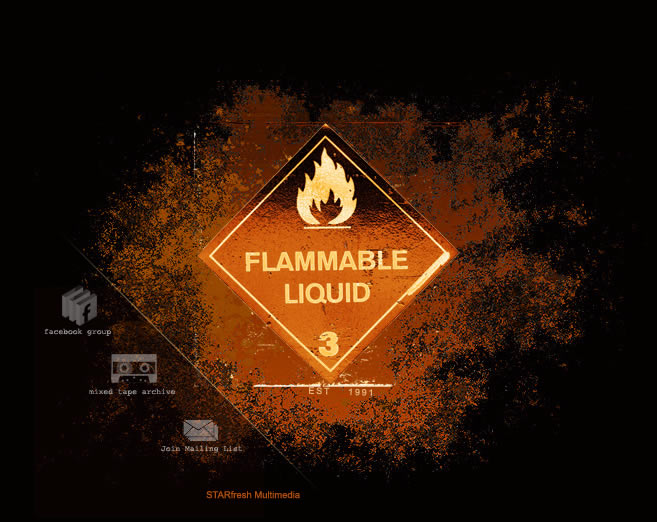 FLAMMABLE
LIQUID
3
EST 1991
facebook group
mixed tape archive
Join Mailing List
STARfresh Multimedia